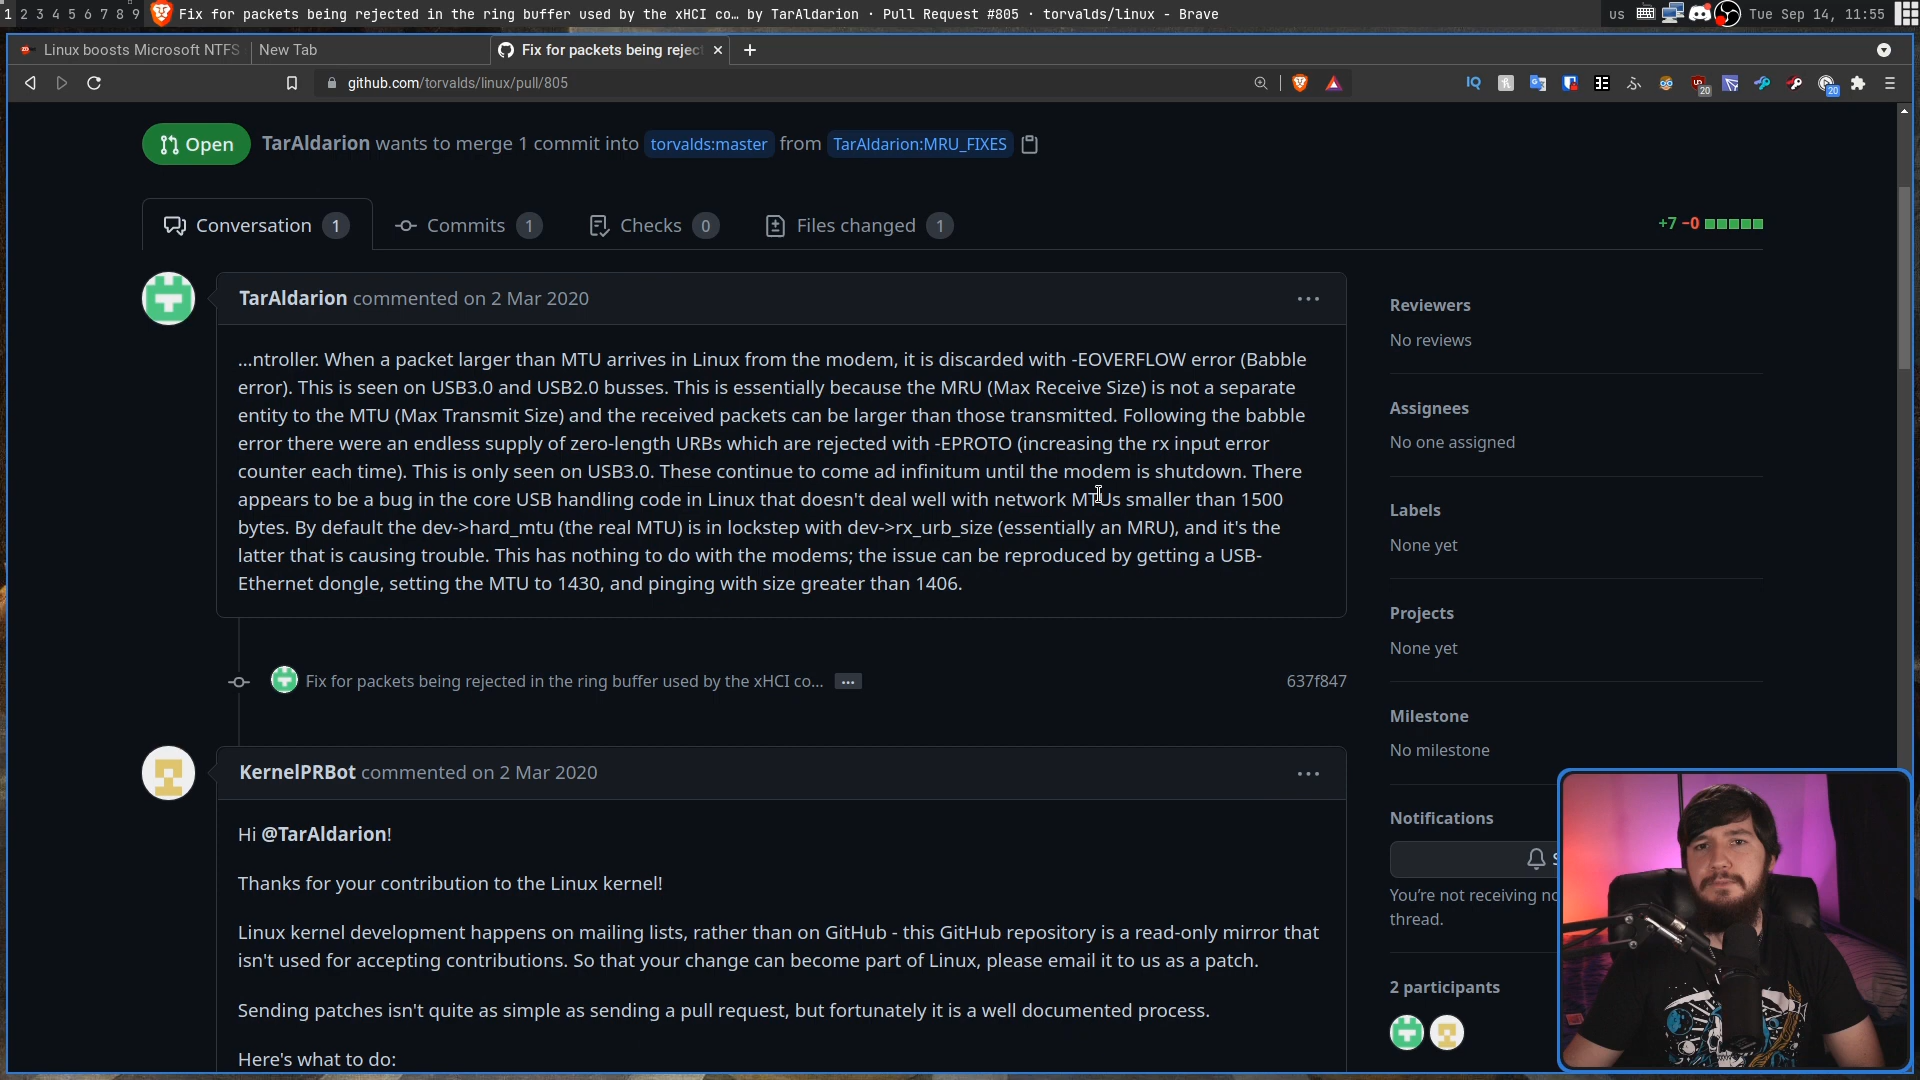 1 2 3 4 5 6 7 8 9 Fix for packets being rejected in the ring buffer used by the xHCI co… by TarAldarion · Pull Request #805 · torvalds/linux - Brave us Tue Sep 14, 11:55
Linux boosts Microsoft NTFS New Tab Fix for packets being rejec
github.com/torvalds/linux/pull/805
IQ 20 20
Open TarAldarion wants to merge 1 commit into torvalds:master from TarAldarion:MRU_FIXES
Conversation 1 Commits 1 Checks 0 Files changed 1 +7 −0
TarAldarion commented on 2 Mar 2020
...ntroller. When a packet larger than MTU arrives in Linux from the modem, it is discarded with -EOVERFLOW error (Babble
error). This is seen on USB3.0 and USB2.0 busses. This is essentially because the MRU (Max Receive Size) is not a separate
entity to the MTU (Max Transmit Size) and the received packets can be larger than those transmitted. Following the babble
error there were an endless supply of zero-length URBs which are rejected with -EPROTO (increasing the rx input error
counter each time). This is only seen on USB3.0. These continue to come ad infinitum until the modem is shutdown. There
appears to be a bug in the core USB handling code in Linux that doesn't deal well with network MTUs smaller than 1500
bytes. By default the dev->hard_mtu (the real MTU) is in lockstep with dev->rx_urb_size (essentially an MRU), and it's the
latter that is causing trouble. This has nothing to do with the modems; the issue can be reproduced by getting a USB-
Ethernet dongle, setting the MTU to 1430, and pinging with size greater than 1406.
Fix for packets being rejected in the ring buffer used by the xHCI co… ... 637f847
KernelPRBot commented on 2 Mar 2020
Hi @TarAldarion!
Thanks for your contribution to the Linux kernel!
Linux kernel development happens on mailing lists, rather than on GitHub - this GitHub repository is a read-only mirror that
isn't used for accepting contributions. So that your change can become part of Linux, please email it to us as a patch.
Sending patches isn't quite as simple as sending a pull request, but fortunately it is a well documented process.
Here's what to do:
Reviewers
No reviews
Assignees
No one assigned
Labels
None yet
Projects
None yet
Milestone
No milestone
Notifications
S
You're not receiving no
thread.
2 participants